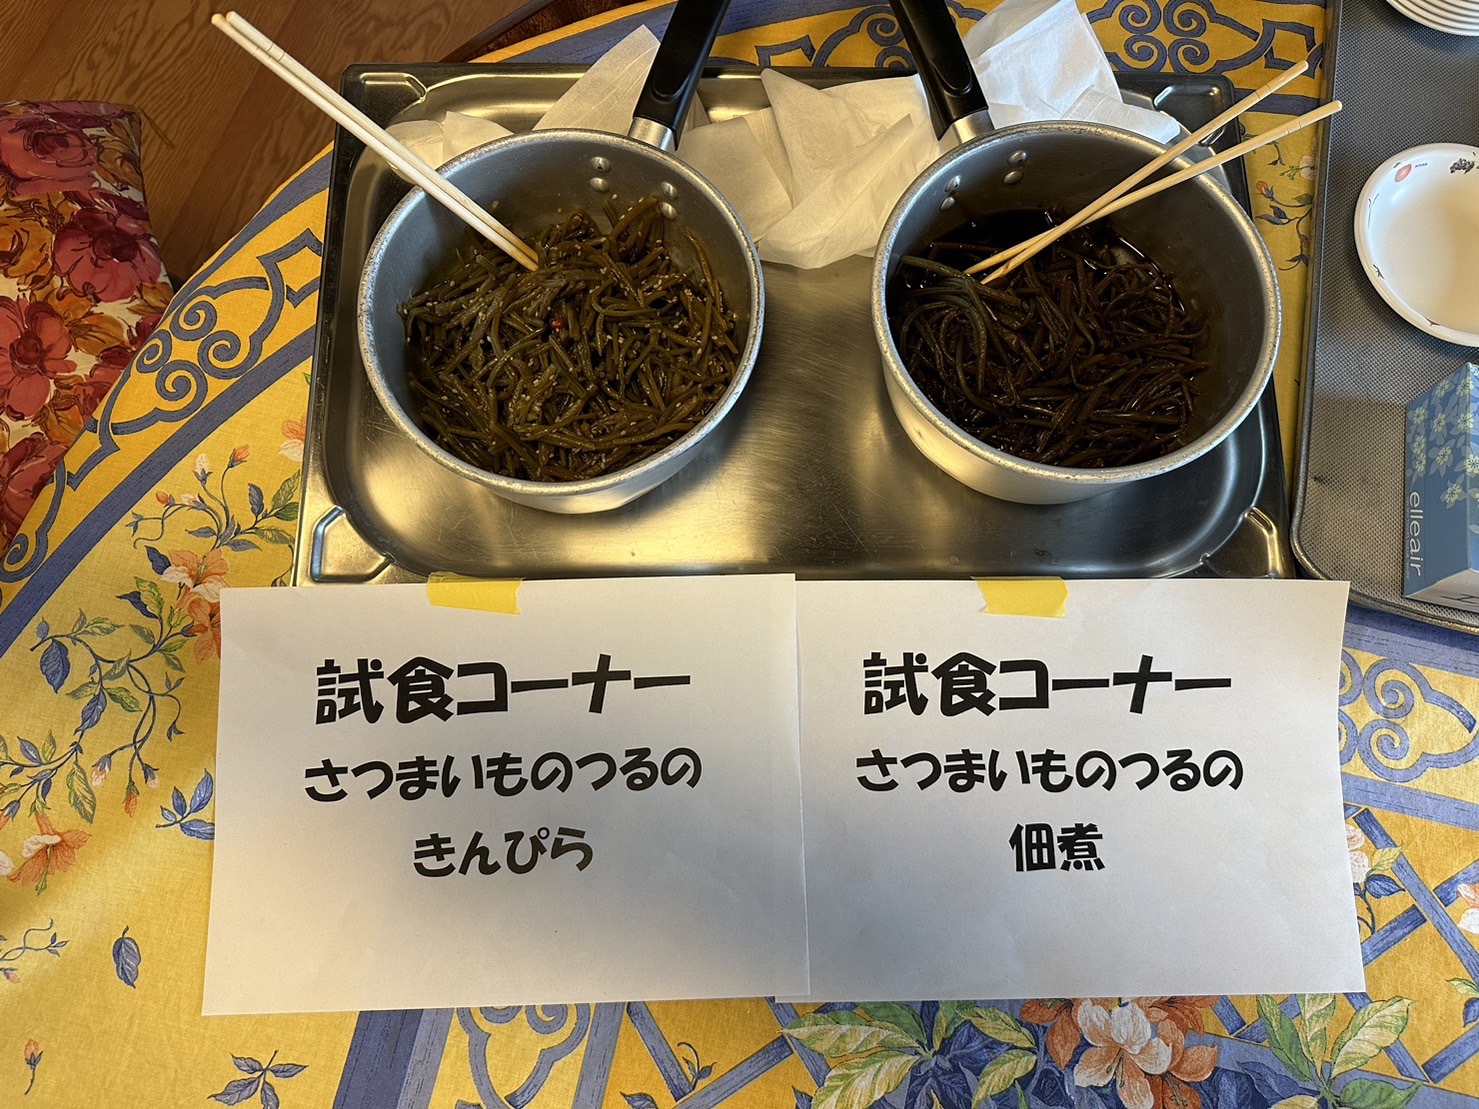 試食コーナー
さつまいものつるの
きんぴら
試食コーナー
さつまいものつるの
佃煮
elleair